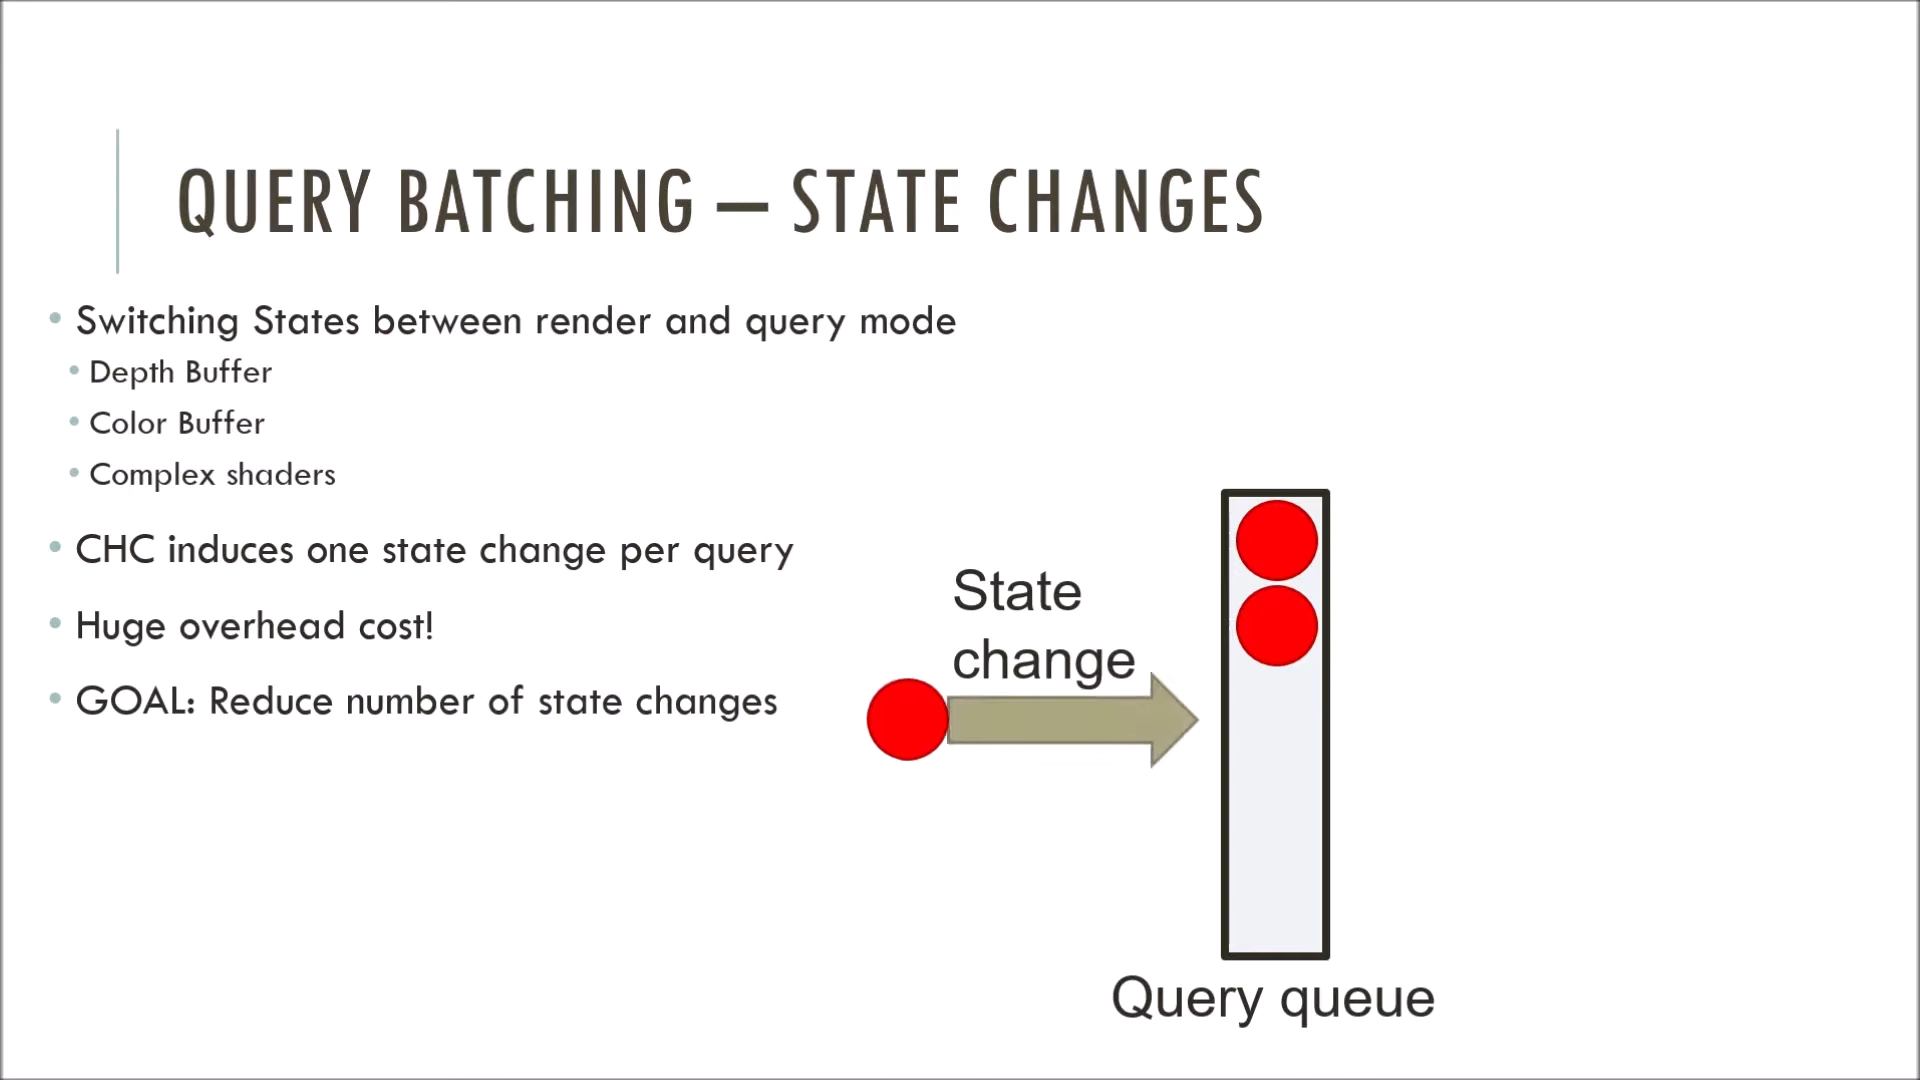 QUERY BATCHING – STATE CHANGES
• Switching States between render and query mode
• Depth Buffer
• Color Buffer
• Complex shaders
• CHC induces one state change per query
• Huge overhead cost!
• GOAL: Reduce number of state changes
State
change
Query queue